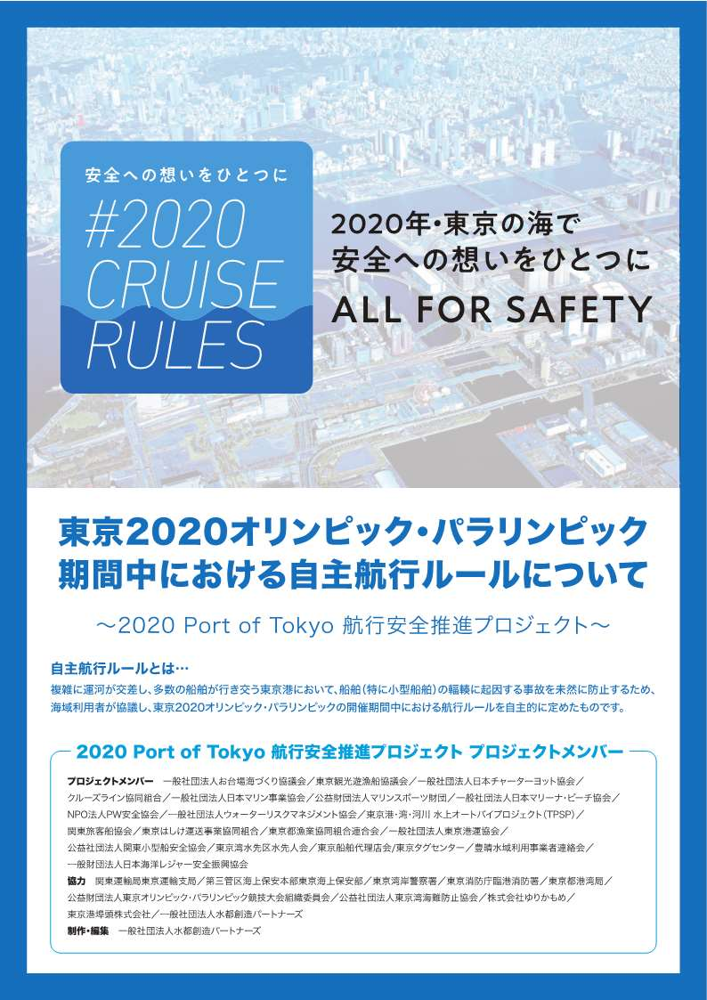 安全への想いをひとつに
#2020
CRUISE
RULES
2020年・東京の海で
安全への想いをひとつに
ALL FOR SAFETY
東京2020オリンピック・パラリンピック
期間中における自主航行ルールについて
～2020 Port of Tokyo 航行安全推進プロジェクト～
自主航行ルールとは…
複雑に運河が交差し、多数の船舶が行き交う東京港において、船舶（特に小型船舶）の輻輳に起因する事故を未然に防止するため、
海域利用者が協議し、東京2020オリンピック・パラリンピックの開催期間中における航行ルールを自主的に定めたものです。
2020 Port of Tokyo 航行安全推進プロジェクト プロジェクトメンバー
プロジェクトメンバー　一般社団法人お台場海づくり協議会／東京観光遊漁船協議会／一般社団法人日本チャーターヨット協会／
クルーズライン協同組合／一般社団法人日本マリン事業協会／公益財団法人マリンスポーツ財団／一般社団法人日本マリーナ・ビーチ協会／
NPO法人PW安全協会／一般社団法人ウォーターリスクマネジメント協会／東京港・湾・河川 水上オートバイプロジェクト（TPSP）／
関東旅客船協会／東京はしけ運送事業協同組合／東京都漁業協同組合連合会／一般社団法人東京港運協会／
公益社団法人関東小型船安全協会／東京湾水先区水先人会／東京船舶代理店会/東京タグセンター／豊晴水域利用事業者連絡会／
一般財団法人日本海洋レジャー安全振興協会
協力　関東運輸局東京運輸支局／第三管区海上保安本部東京海上保安部／東京湾岸警察署／東京消防庁臨港消防署／東京都港湾局／
公益財団法人東京オリンピック・パラリンピック競技大会組織委員会／公益社団法人東京湾海難防止協会／株式会社ゆりかもめ／
東京港埠頭株式会社／一般社団法人水都創造パートナーズ
制作・編集　一般社団法人水都創造パートナーズ